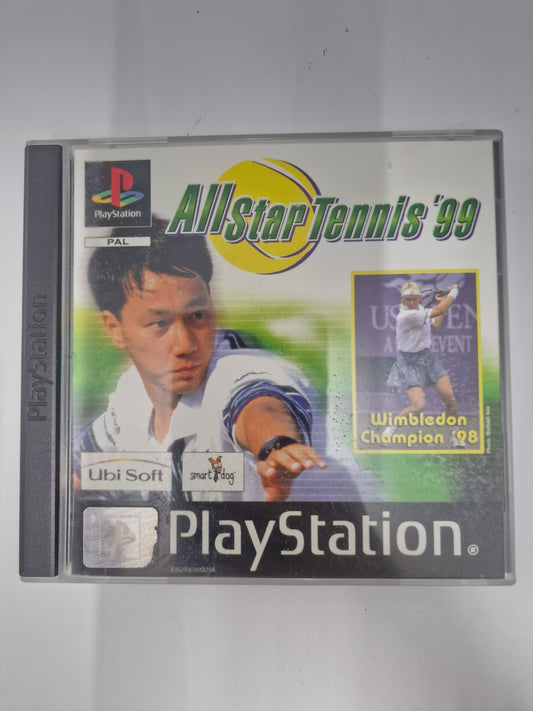 PlayStation
PAL
All Star Tennis '99
US OPEN
A EVENT
Wimbledon
Champion '98
Ubi Soft
smart dog
PlayStation
PlayStation